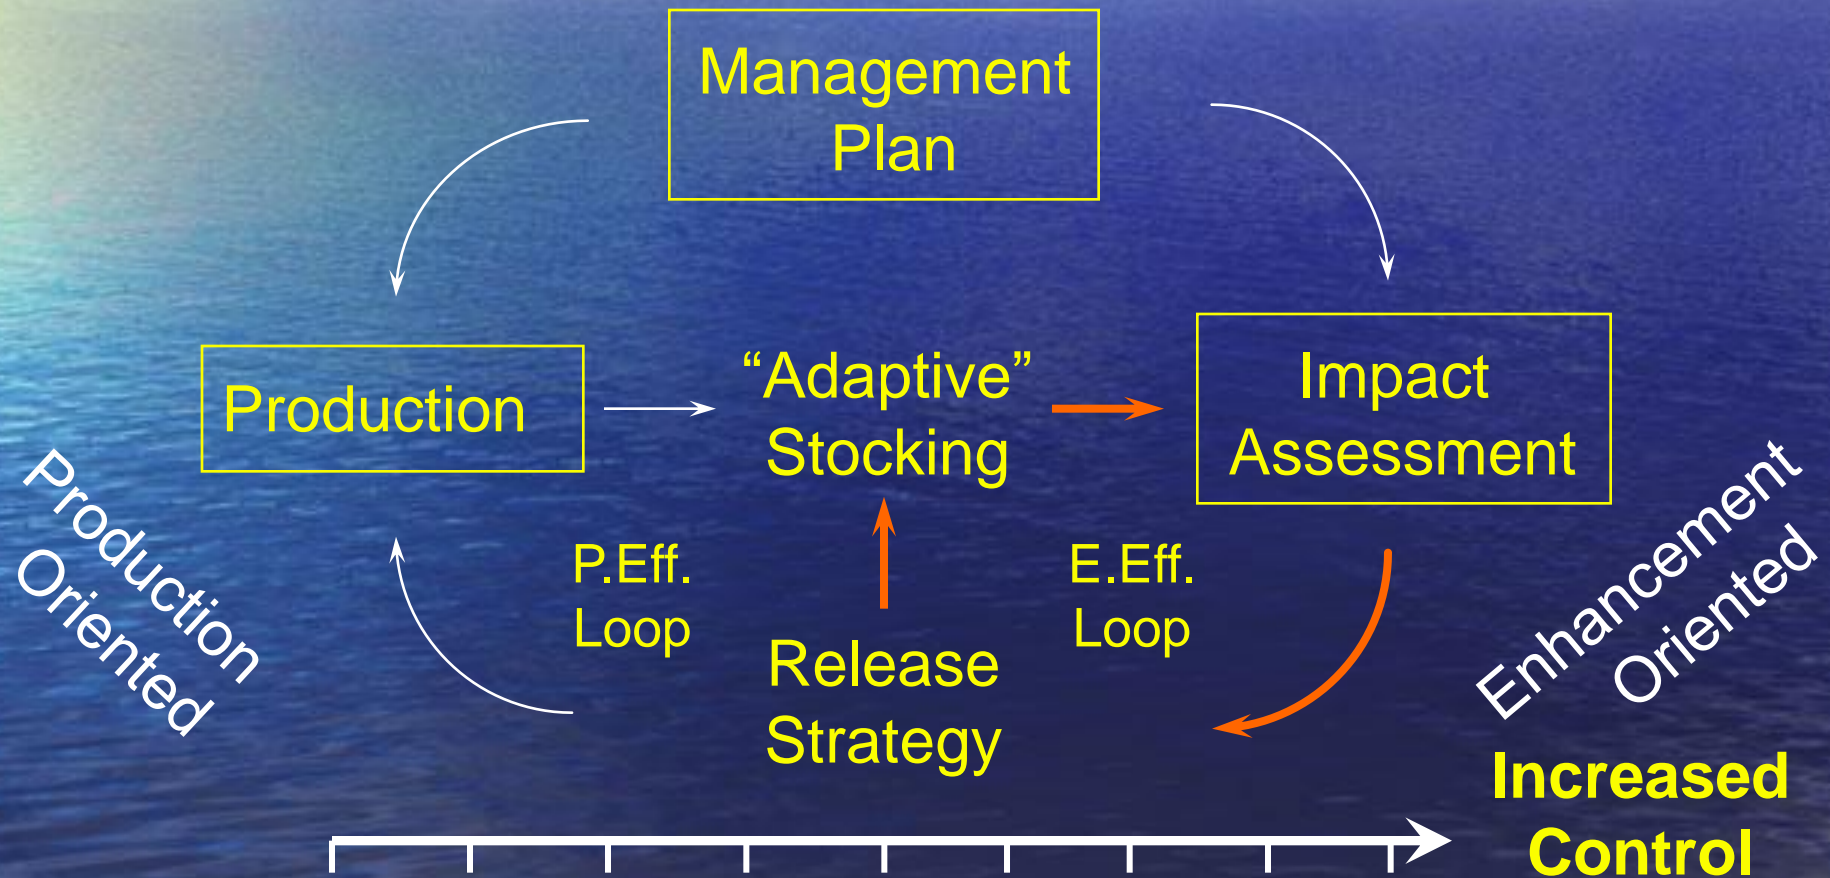 Management
Plan
Production
“Adaptive”
Stocking
Impact
Assessment
Production
Oriented
P.Eff.
Loop
E.Eff.
Loop
Release
Strategy
Enhancement
Oriented
Increased
Control